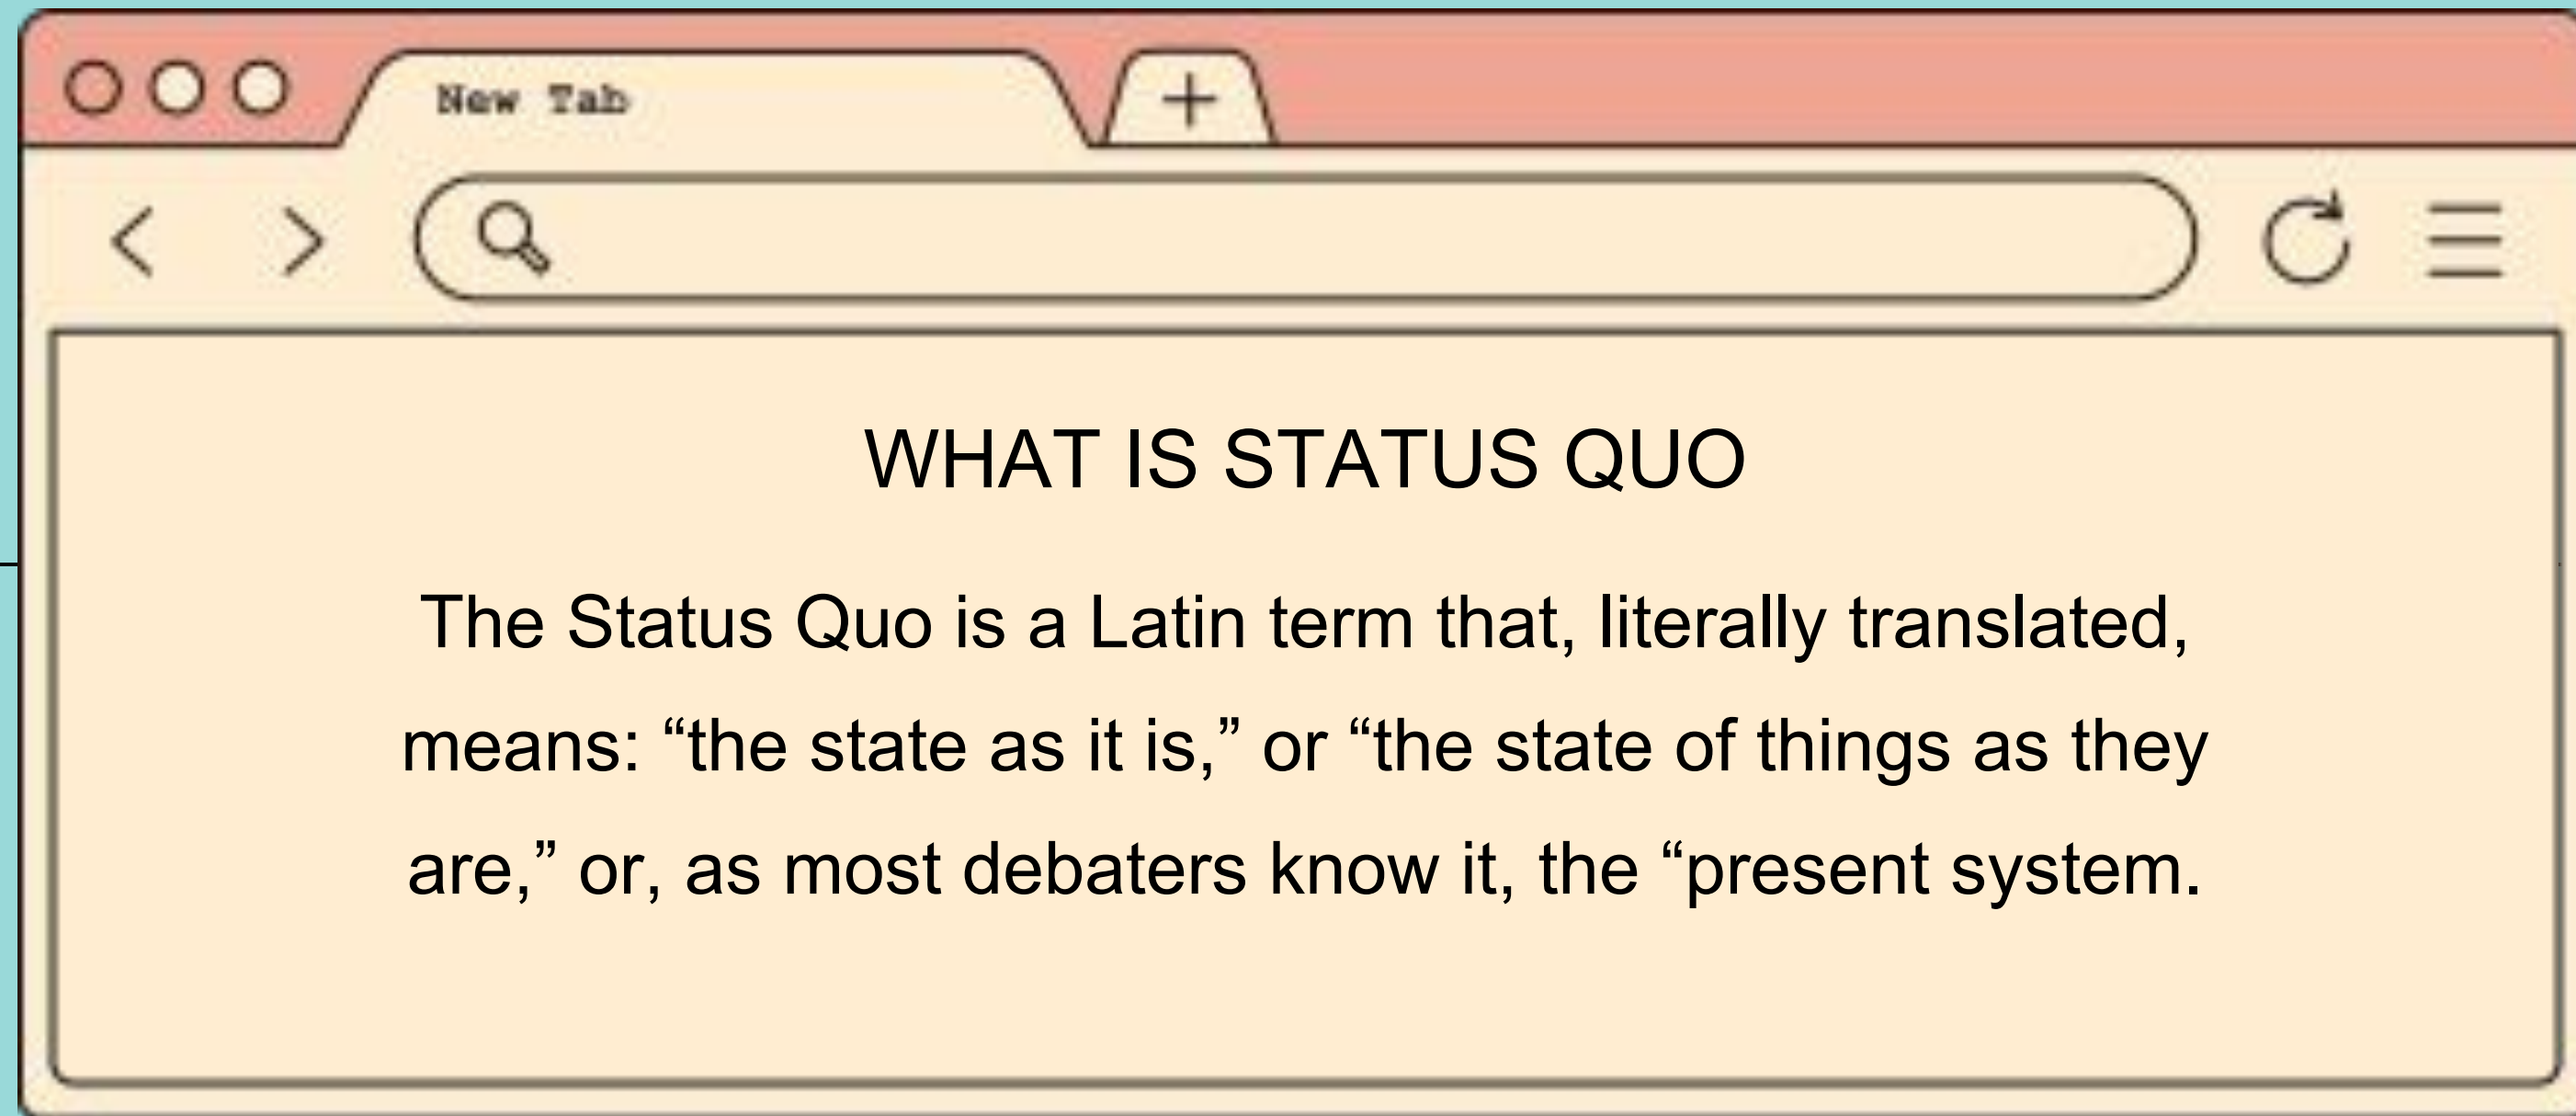 New Tab
WHAT IS STATUS QUO
The Status Quo is a Latin term that, literally translated,
means: “the state as it is,” or “the state of things as they
are,” or, as most debaters know it, the “present system.